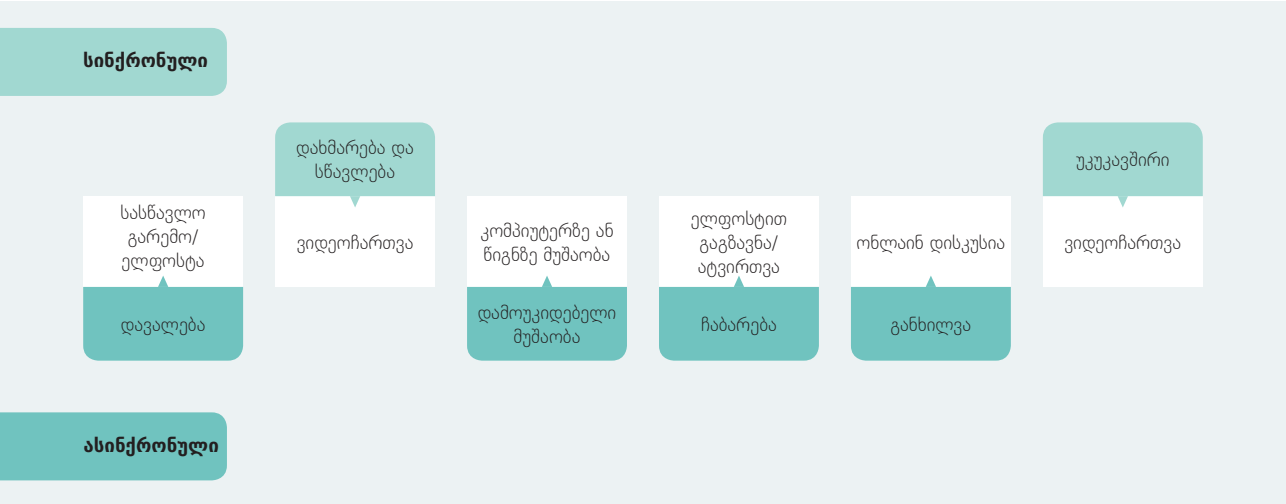 სინქრონული
დახმარება და
სწავლება
უკუკავშირი
სასწავლო
გარემო/
ელფოსტა
ვიდეოჩართვა
კომპიუტერზე ან
წიგნზე მუშაობა
ელფოსტით
გაგზავნა/
ატვირთვა
ონლაინ დისკუსია
ვიდეოჩართვა
დავალება
დამოუკიდებელი
მუშაობა
ჩაბარება
განხილვა
ასინქრონული